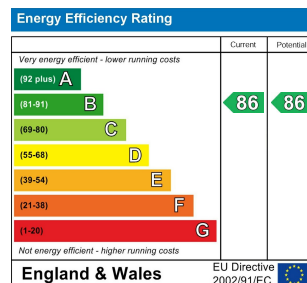 Energy Efficiency Rating
Current Potential
Very energy efficient - lower running costs
(92 plus) A
(81-91) B 86 86
(69-80) C
(55-68) D
(39-54) E
(21-38) F
(1-20) G
Not energy efficient - higher running costs
England & Wales
EU Directive
2002/91/EC